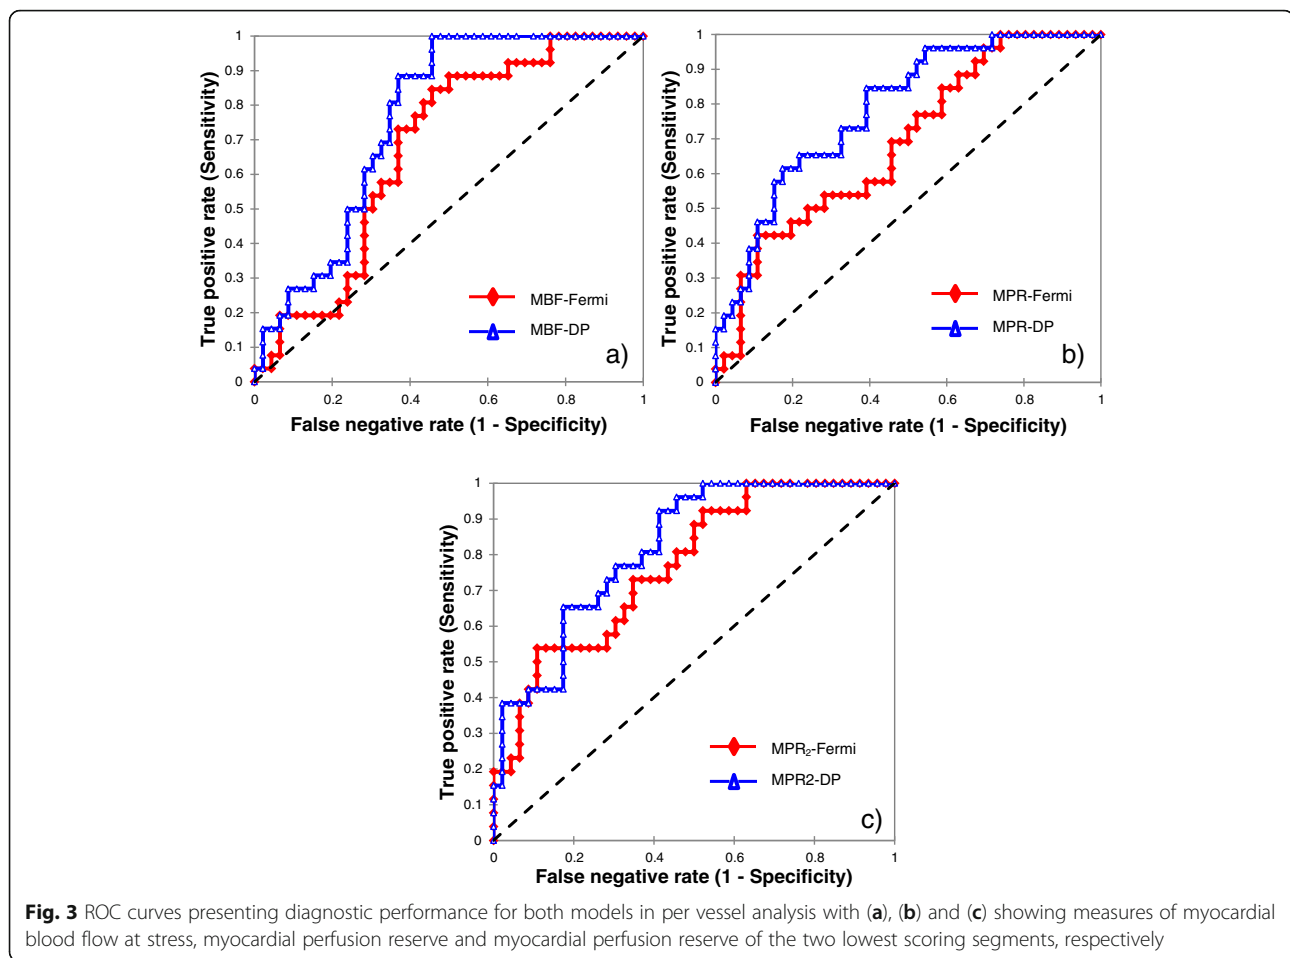 1
0.9
0.8
0.7
0.6
0.5
0.4
0.3
0.2
0.1
0
True positive rate (Sensitivity)
MBF-Fermi
MBF-DP
a)
0 0.2 0.4 0.6 0.8 1
False negative rate (1 - Specificity)
1
0.9
0.8
0.7
0.6
0.5
0.4
0.3
0.2
0.1
0
True positive rate (Sensitivity)
MPR-Fermi
MPR-DP
b)
0 0.2 0.4 0.6 0.8 1
False negative rate (1 - Specificity)
1
0.9
0.8
0.7
0.6
0.5
0.4
0.3
0.2
0.1
0
True positive rate (Sensitivity)
MPR₂-Fermi
MPR2-DP
c)
0 0.2 0.4 0.6 0.8 1
False negative rate (1 - Specificity)
Fig. 3 ROC curves presenting diagnostic performance for both models in per vessel analysis with (a), (b) and (c) showing measures of myocardial
blood flow at stress, myocardial perfusion reserve and myocardial perfusion reserve of the two lowest scoring segments, respectively